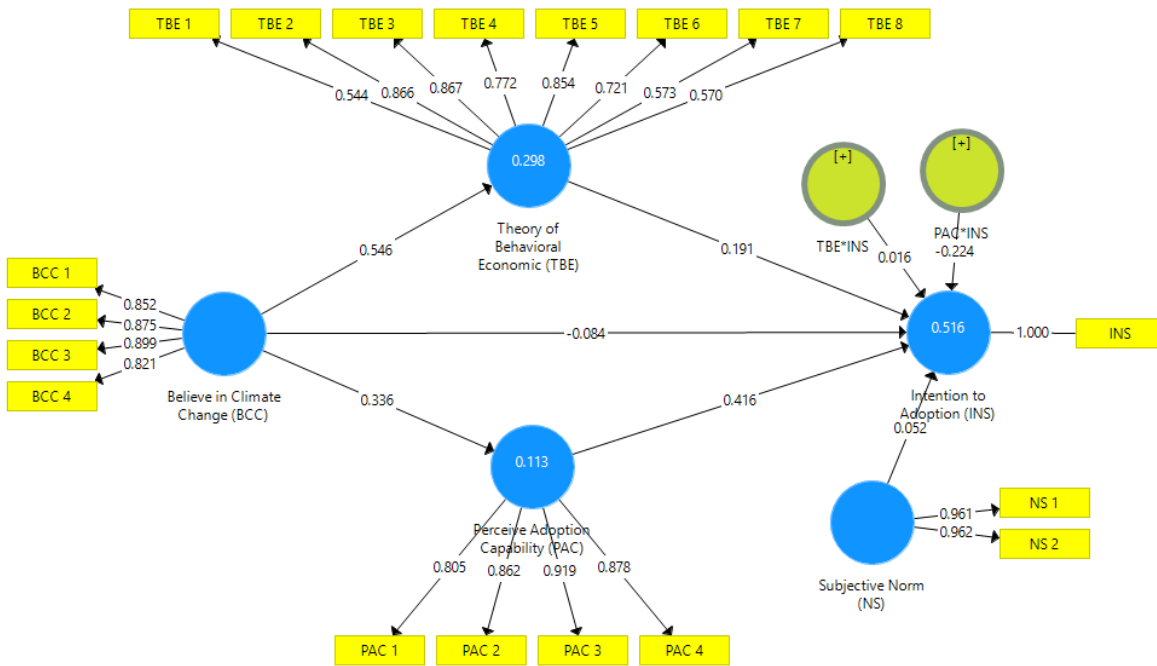 TBE 1
TBE 2
TBE 3
TBE 4
TBE 5
TBE 6
TBE 7
TBE 8
0.544
0.866
0.867
0.772
0.854
0.721
0.573
0.570
0.298
Theory of
Behavioral
Economic (TBE)
[+]
[+]
TBE*INS
PAC*INS
0.016
-0.224
0.546
0.191
BCC 1
BCC 2
BCC 3
BCC 4
0.852
0.875
0.899
0.821
Believe in Climate
Change (BCC)
-0.084
0.516
1.000
INS
Intention to
Adoption (INS)
0.336
0.416
0.052
0.113
Perceive Adoption
Capability (PAC)
0.805
0.862
0.919
0.878
PAC 1
PAC 2
PAC 3
PAC 4
0.961
0.962
NS 1
NS 2
Subjective Norm
(NS)